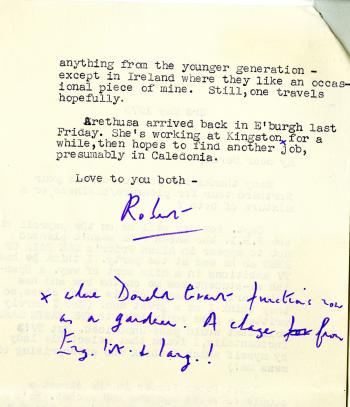 anything from the younger generation -
except in Ireland where they like an occas-
ional piece of mine. Still,one travels
hopefully.
Arethusa arrived back in E'burgh last
Friday. She's working at Kingston x for a
while,then hopes to find another job,
presumably in Caledonia.
Love to you both -
Robert
x where Donald Grant functions now
as a gardener. A change from
Eng. lit. & lang.!